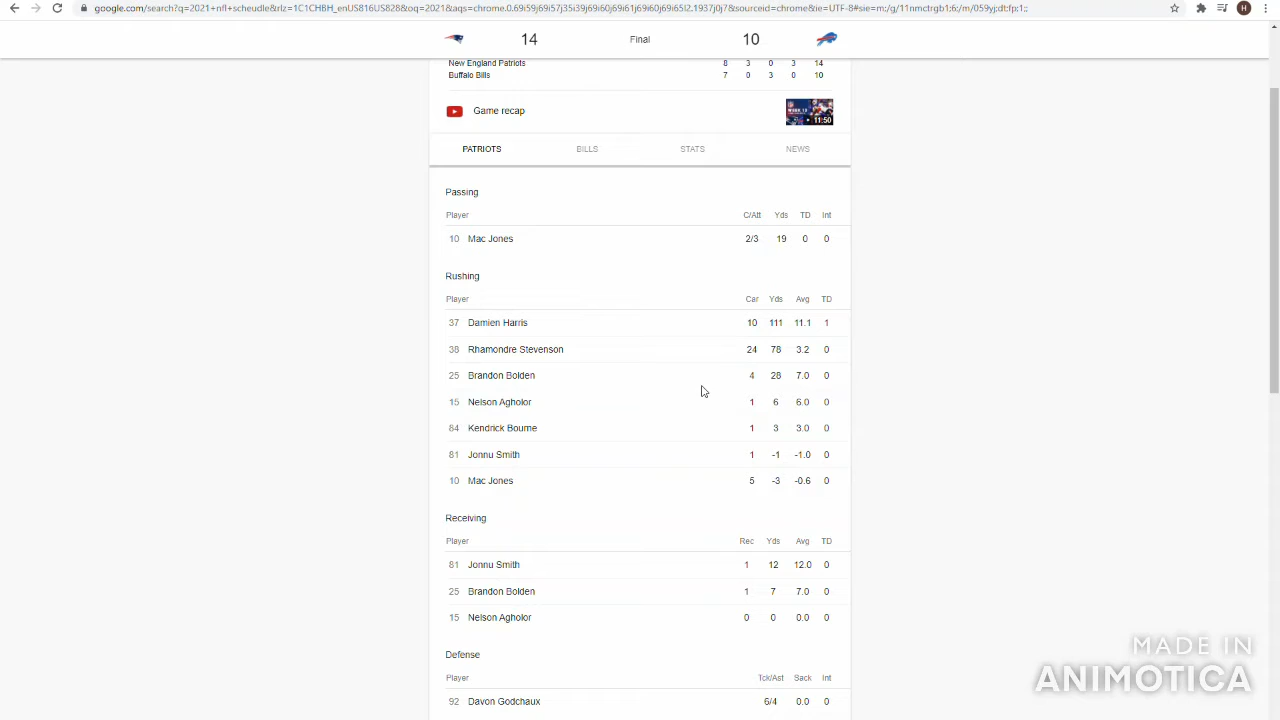 google.com/search?q=2021+nfl+scheudle&rlz=1C1CHBH_enUS816US828&oq=2021&aqs=chrome.0.69i59j69i57j35i39j69i60j69i61j69i60j69i65l2.1937j0j7&sourceid=chrome&ie=UTF-8#sie=m;/g/11nmctrgb1;6;/m/059yj;dt;fp;1;;
H
14 Final 10
New England Patriots 8 3 0 3 14
Buffalo Bills 7 0 3 0 10
Game recap 11:50
PATRIOTS BILLS STATS NEWS
Passing
Player C/Att Yds TD Int
10 Mac Jones 2/3 19 0 0
Rushing
Player Car Yds Avg TD
37 Damien Harris 10 111 11.1 1
38 Rhamondre Stevenson 24 78 3.2 0
25 Brandon Bolden 4 28 7.0 0
15 Nelson Agholor 1 6 6.0 0
84 Kendrick Bourne 1 3 3.0 0
81 Jonnu Smith 1 -1 -1.0 0
10 Mac Jones 5 -3 -0.6 0
Receiving
Player Rec Yds Avg TD
81 Jonnu Smith 1 12 12.0 0
25 Brandon Bolden 1 7 7.0 0
15 Nelson Agholor 0 0 0.0 0
Defense
Player Tck/Ast Sack Int
92 Davon Godchaux 6/4 0.0 0
MADE IN
ANIMOTICA